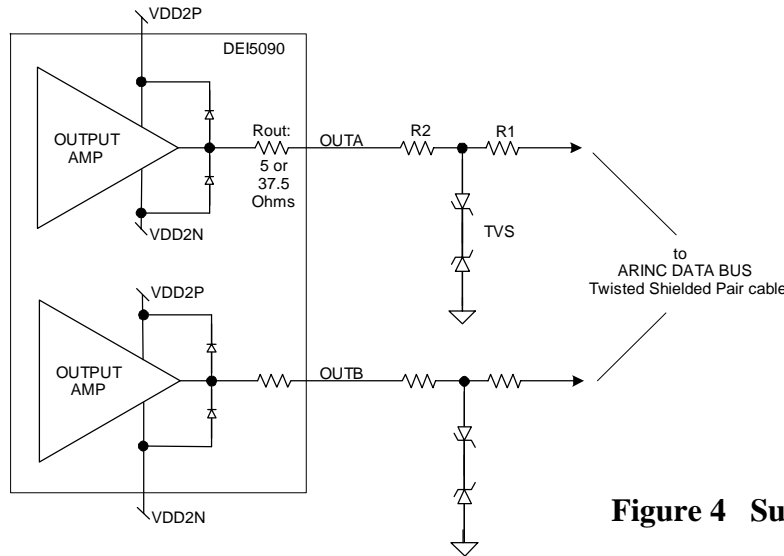 VDD2P
DEI5090
OUTPUT
AMP
Rout:
5 or
37.5
Ohms
OUTA
R2
R1
VDD2N
TVS
to
ARINC DATA BUS
Twisted Shielded Pair cable
VDD2P
OUTPUT
AMP
OUTB
VDD2N
Figure 4 Su